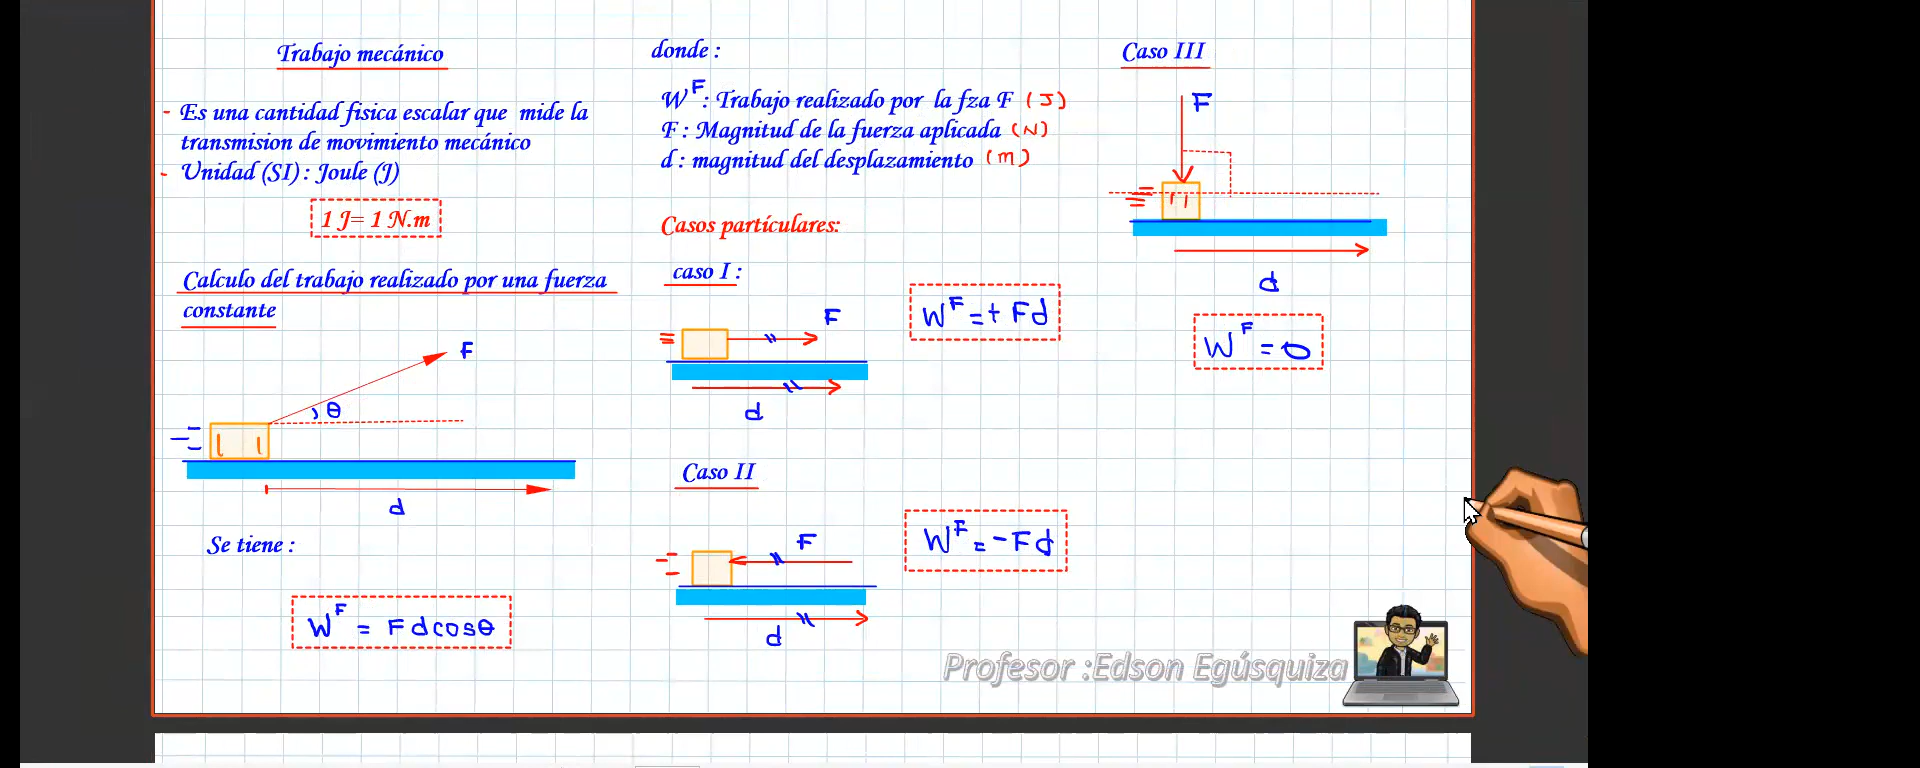 Trabajo mecánico
- Es una cantidad fisica escalar que mide la
transmision de movimiento mecánico
- Unidad (SI) : Joule (J)
1 J= 1 N.m
Calculo del trabajo realizado por una fuerza
constante
F
θ
d
Se tiene :
W^F = F d cosθ
donde :
W^F : Trabajo realizado por la fza F (J)
F : Magnitud de la fuerza aplicada (N)
d : magnitud del desplazamiento (m)
Casos partículares:
caso I :
F
d
W^F = + Fd
Caso II
F
d
W^F = - Fd
Caso III
F
d
W^F = 0
Profesor :Edson Egúsquiza